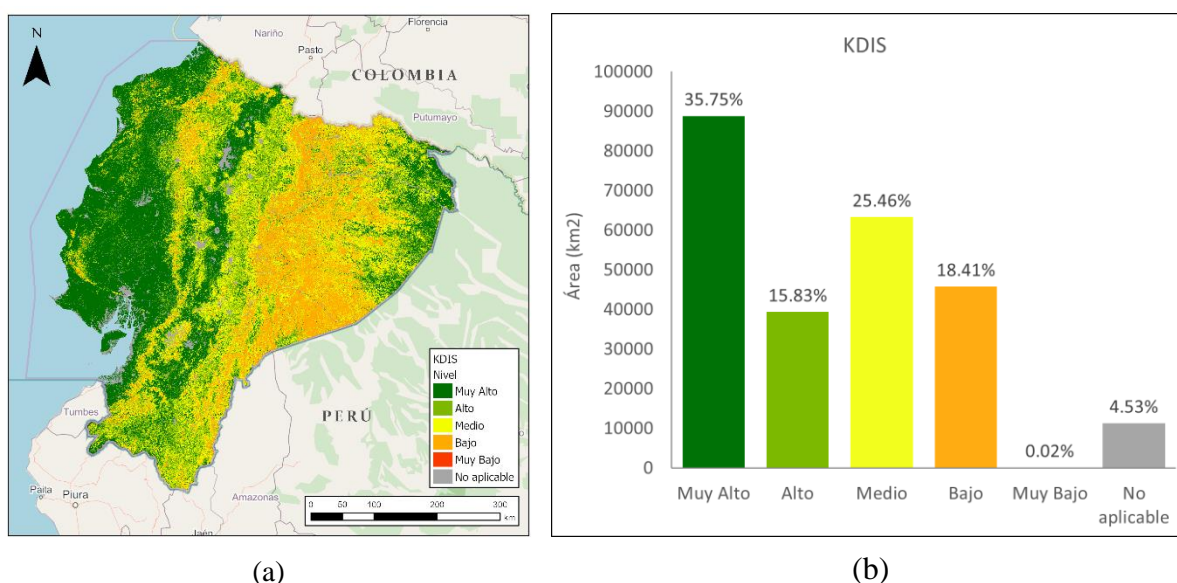 N
Nariño
Pasto
Florencia
COLOMBIA
Putumayo
Tumbes
PERÚ
Paita
Piura
Amazonas
Jaén
KDIS
Nivel
Muy Alto
Alto
Medio
Bajo
Muy Bajo
No aplicable
0 50 100 200 300
km
(a)
KDIS
Área (km2)
100000
90000
80000
70000
60000
50000
40000
30000
20000
10000
0
35.75%
15.83%
25.46%
18.41%
0.02%
4.53%
Muy Alto
Alto
Medio
Bajo
Muy Bajo
No
aplicable
(b)